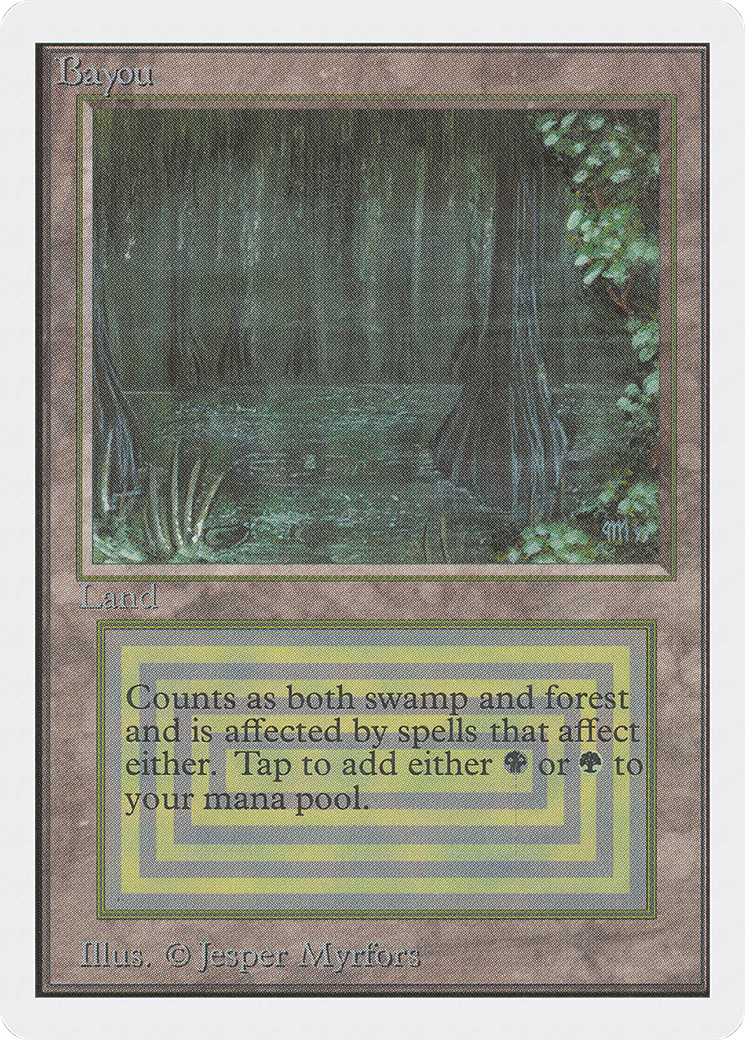 Bayou
Land
Counts as both swamp and forest
and is affected by spells that affect
either. Tap to add either or to
your mana pool.
Illus. © Jesper Myrfors